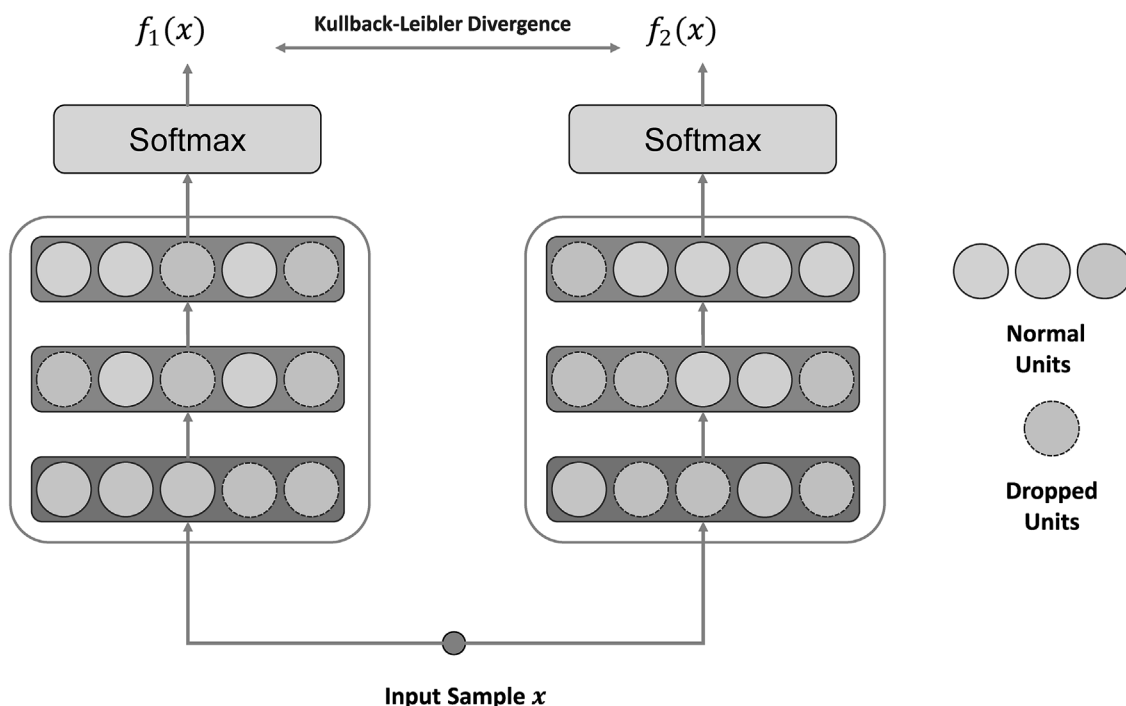 Kullback-Leibler Divergence
f₁(x)
f₂(x)
Softmax
Softmax
Normal
Units
Dropped
Units
Input Sample x